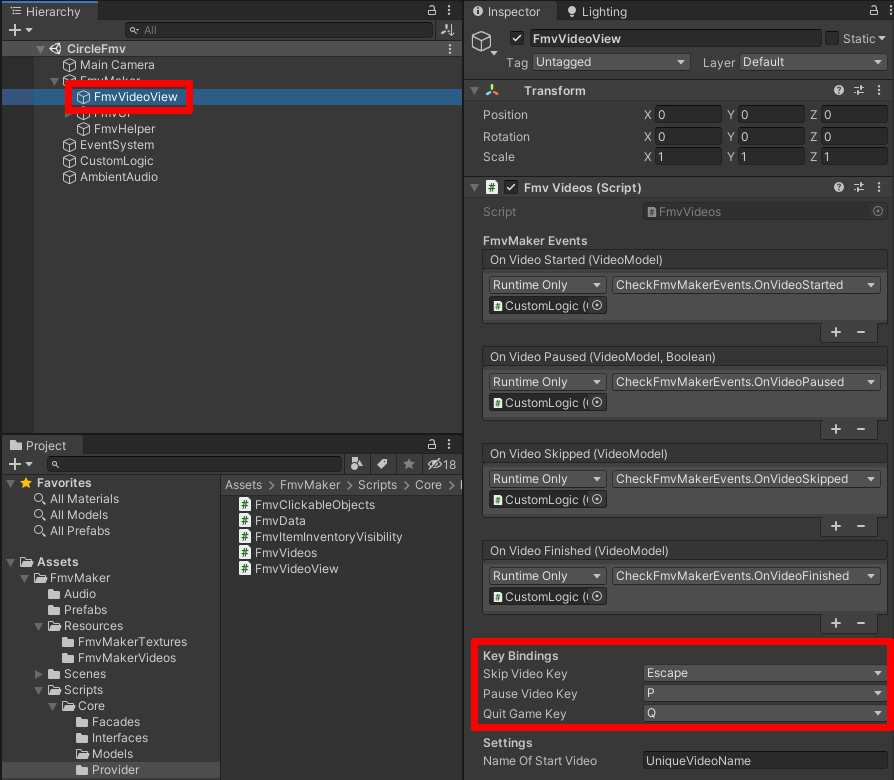 Hierarchy
All
CircleFmv
Main Camera
FmvMaker
FmvVideoView
FmvHelper
EventSystem
CustomLogic
AmbientAudio
Project
18
Favorites
All Materials
All Models
All Prefabs
Assets
FmvMaker
Audio
Prefabs
Resources
FmvMakerTextures
FmvMakerVideos
Scenes
Scripts
Core
Facades
Interfaces
Models
Provider
Assets > FmvMaker > Scripts > Core >
FmvClickableObjects
FmvData
FmvItemInventoryVisibility
FmvVideos
FmvVideoView
Inspector Lighting
FmvVideoView Static
Tag Untagged Layer Default
Transform
Position X 0 Y 0 Z 0
Rotation X 0 Y 0 Z 0
Scale X 1 Y 1 Z 1
# Fmv Videos (Script)
Script # FmvVideos
FmvMaker Events
On Video Started (VideoModel)
Runtime Only CheckFmvMakerEvents.OnVideoStarted
# CustomLogic (
+ −
On Video Paused (VideoModel, Boolean)
Runtime Only CheckFmvMakerEvents.OnVideoPaused
# CustomLogic (
+ −
On Video Skipped (VideoModel)
Runtime Only CheckFmvMakerEvents.OnVideoSkipped
# CustomLogic (
+ −
On Video Finished (VideoModel)
Runtime Only CheckFmvMakerEvents.OnVideoFinished
# CustomLogic (
+ −
Key Bindings
Skip Video Key Escape
Pause Video Key P
Quit Game Key Q
Settings
Name Of Start Video UniqueVideoName